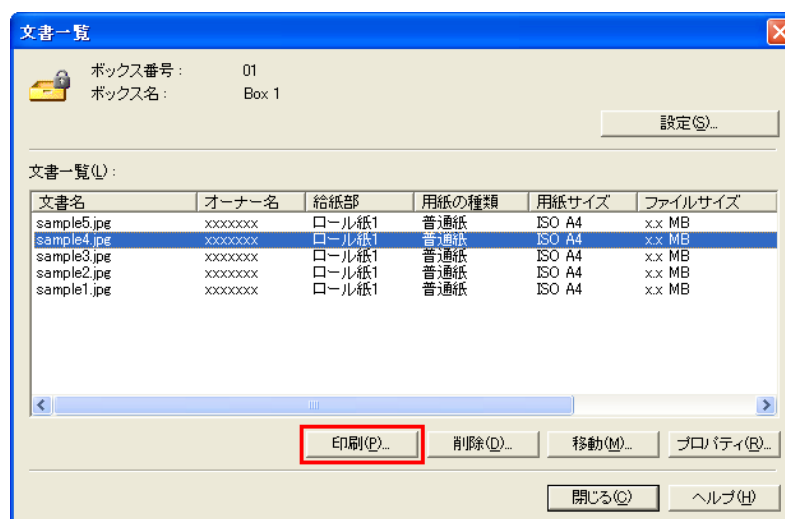 文書一覧
ボックス番号： 01
ボックス名： Box 1
設定(S)...
文書一覧(L)：
文書名 オーナー名 給紙部 用紙の種類 用紙サイズ ファイルサイズ
sample5.jpg xxxxxxx ロール紙1 普通紙 ISO A4 x.x MB
sample4.jpg xxxxxxx ロール紙1 普通紙 ISO A4 x.x MB
sample3.jpg xxxxxxx ロール紙1 普通紙 ISO A4 x.x MB
sample2.jpg xxxxxxx ロール紙1 普通紙 ISO A4 x.x MB
sample1.jpg xxxxxxx ロール紙1 普通紙 ISO A4 x.x MB
印刷(P)... 削除(D)... 移動(M)... プロパティ(R)...
閉じる(C) ヘルプ(H)